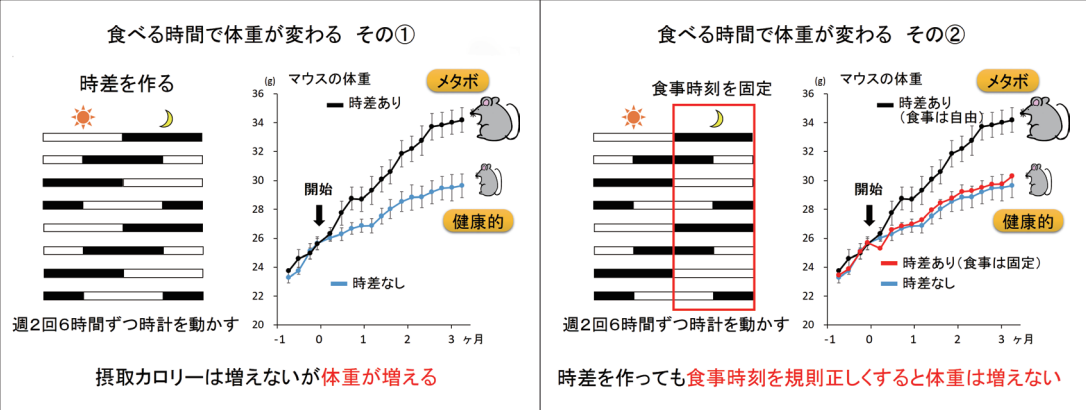 食べる時間で体重が変わる その①
時差を作る
(g) マウスの体重
メタボ
時差あり
36
34
32
30
28
26
24
22
20
開始
健康的
時差なし
-1 0 1 2 3 ヶ月
週２回６時間ずつ時計を動かす
摂取カロリーは増えないが体重が増える
食べる時間で体重が変わる その②
食事時刻を固定
(g) マウスの体重
メタボ
時差あり
（食事は自由）
36
34
32
30
28
26
24
22
20
開始
健康的
時差あり（食事は固定）
時差なし
-1 0 1 2 3 ヶ月
週２回６時間ずつ時計を動かす
時差を作っても食事時刻を規則正しくすると体重は増えない